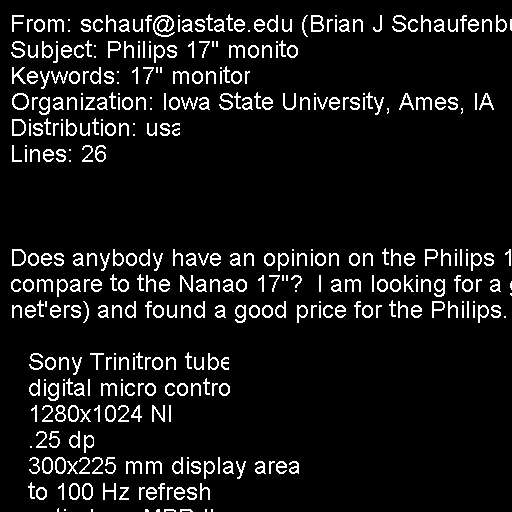 From: schauf@iastate.edu (Brian J Schaufenbu
Subject: Philips 17" monito
Keywords: 17" monitor
Organization: Iowa State University, Ames, IA
Distribution: usa
Lines: 26
Does anybody have an opinion on the Philips 1
compare to the Nanao 17"?  I am looking for a g
net'ers) and found a good price for the Philips.
Sony Trinitron tube
digital micro contro
1280x1024 NI
.25 dp
300x225 mm display area
to 100 Hz refresh